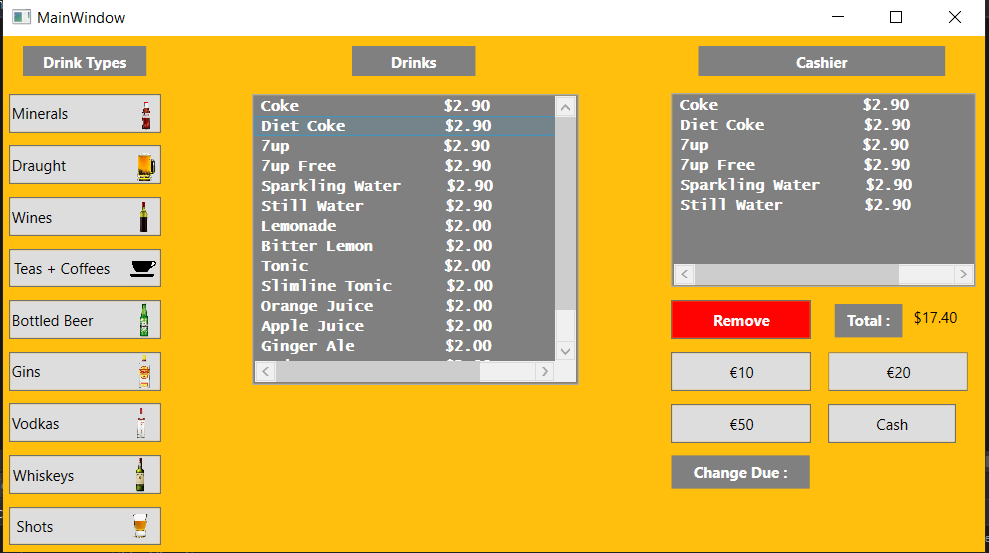 MainWindow
Drink Types
Drinks
Cashier
Minerals
Draught
Wines
Teas + Coffees
Bottled Beer
Gins
Vodkas
Whiskeys
Shots
Coke $2.90
Diet Coke $2.90
7up $2.90
7up Free $2.90
Sparkling Water $2.90
Still Water $2.90
Lemonade $2.00
Bitter Lemon $2.00
Tonic $2.00
Slimline Tonic $2.00
Orange Juice $2.00
Apple Juice $2.00
Ginger Ale $2.00
Coke $2.90
Diet Coke $2.90
7up $2.90
7up Free $2.90
Sparkling Water $2.90
Still Water $2.90
Remove
Total :
$17.40
€10
€20
€50
Cash
Change Due :